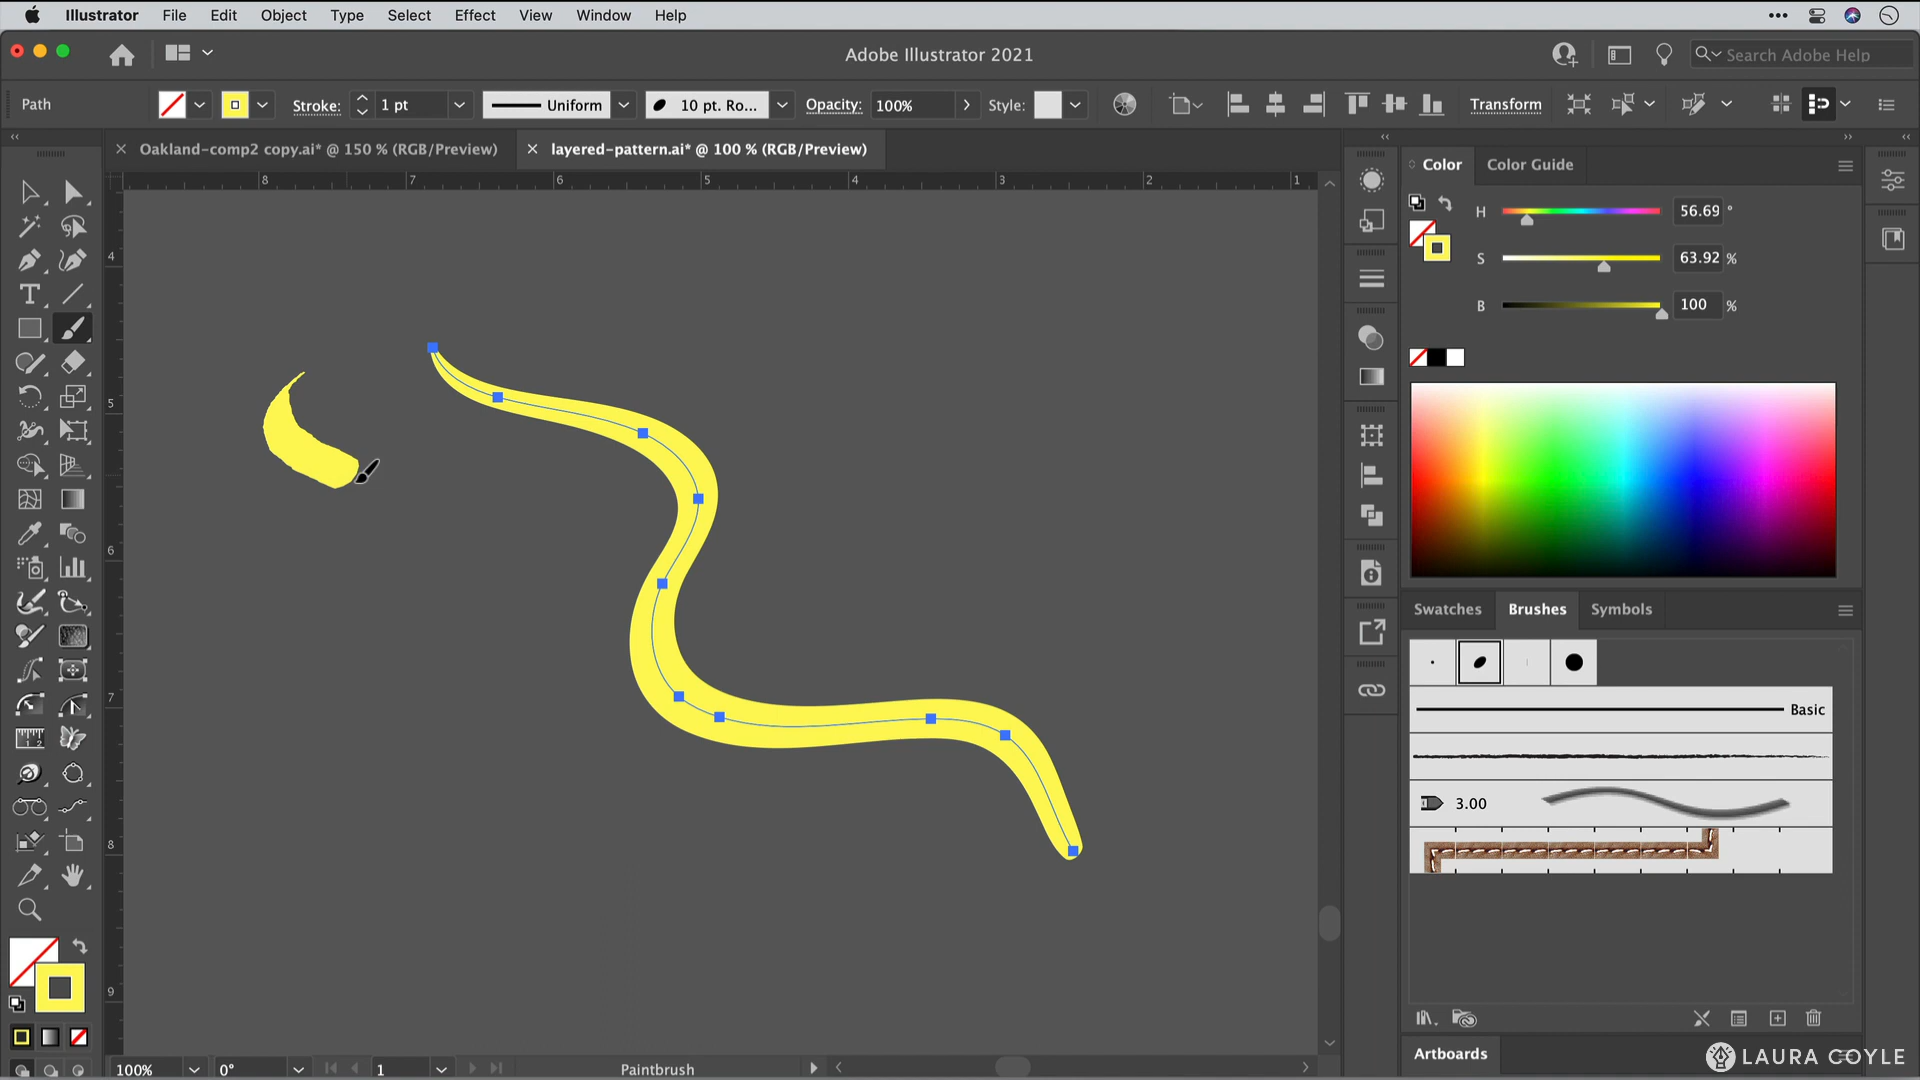 Illustrator File Edit Object Type Select Effect View Window Help
Adobe Illustrator 2021
Search Adobe Help
Path
Stroke: 1 pt Uniform 10 pt. Ro... Opacity: 100% Style: Transform
Oakland-comp2 copy.ai* @ 150 % (RGB/Preview)
layered-pattern.ai* @ 100 % (RGB/Preview)
8 7 6 5 4 3 2 1
4
5
6
7
8
9
Color Color Guide
H 56.69 °
S 63.92 %
B 100 %
Swatches Brushes Symbols
Basic
3.00
Artboards
100% 0° 1 Paintbrush
LAURA COYLE